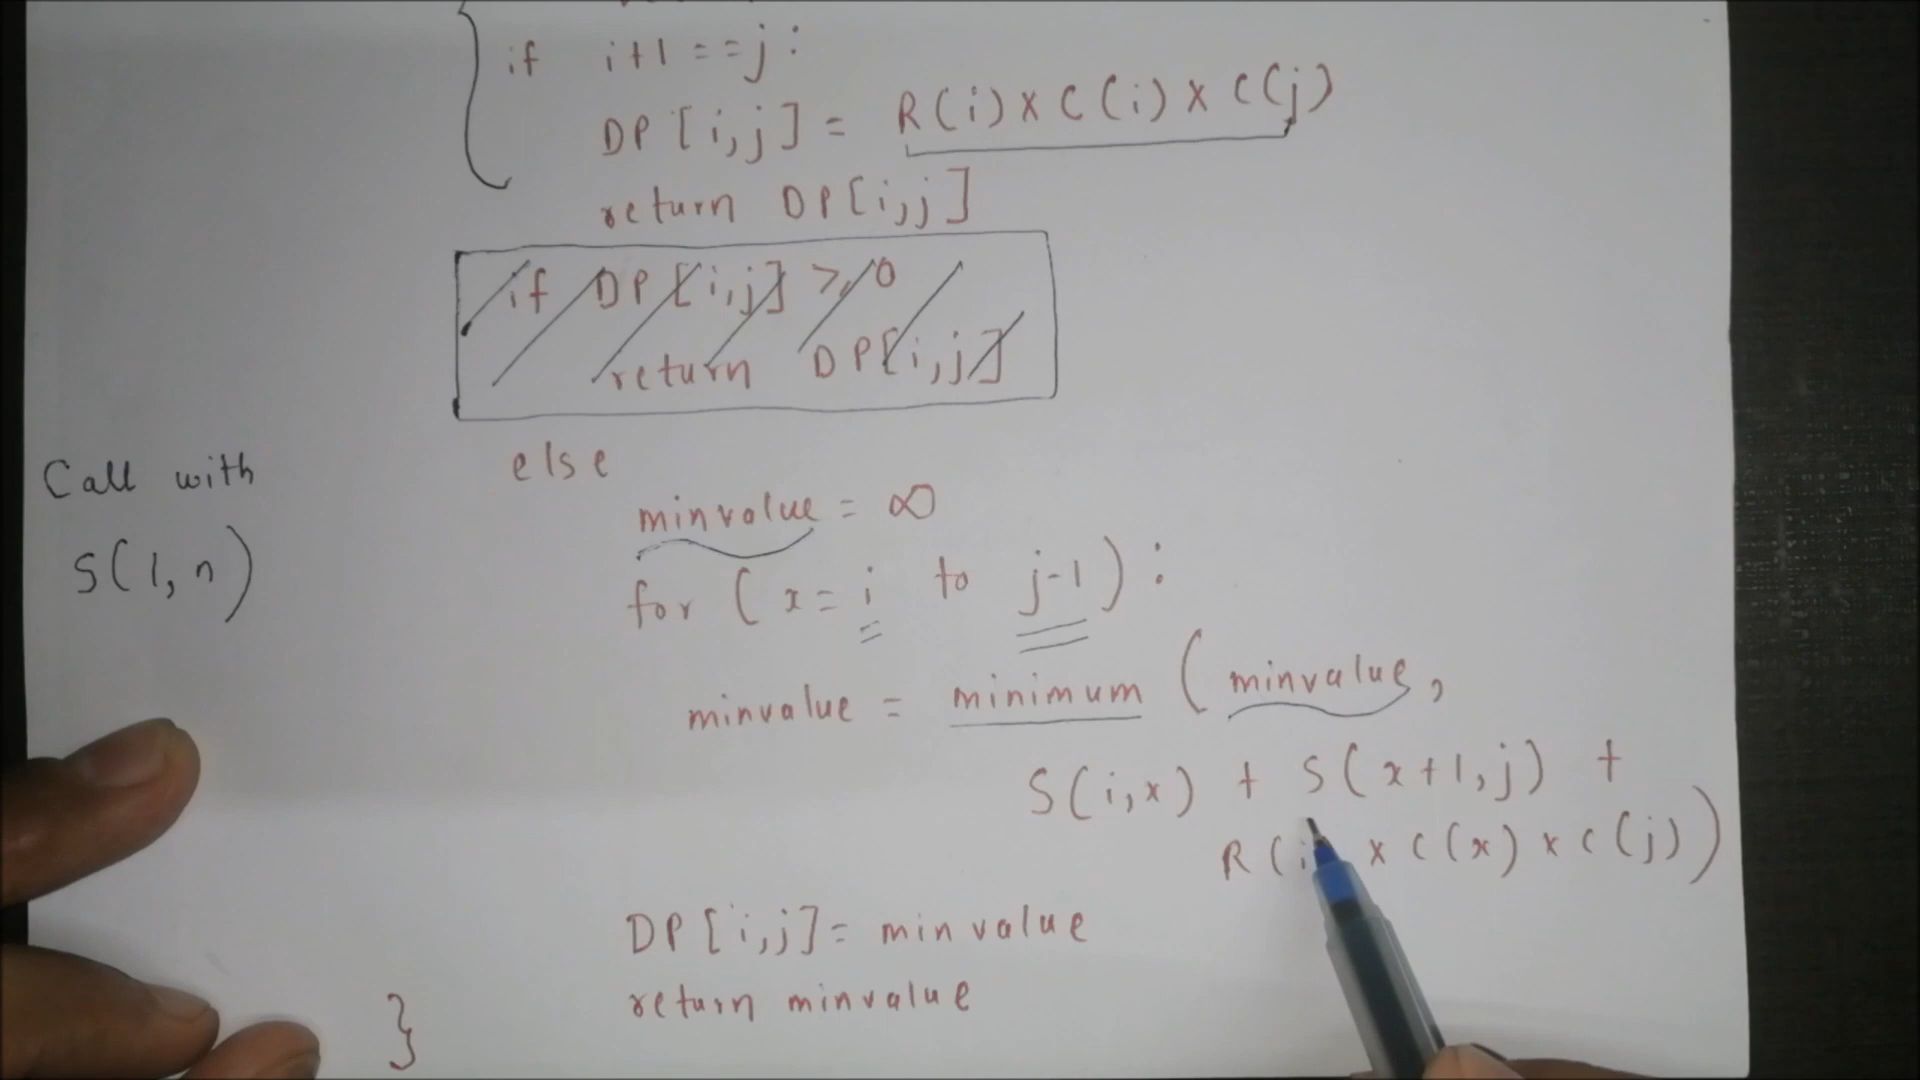 if i+1 == j :
DP[i,j] = R(i) x C(i) x C(j)
return DP[i,j]
if DP[i,j] ≥ 0
return DP[i,j]
else
Call with
S(1,n)
minvalue = ∞
for (x = i to j-1) :
minvalue = minimum (minvalue,
S(i,x) + S(x+1,j) +
R(i x C(x) x C(j))
DP[i,j] = minvalue
return minvalue
}